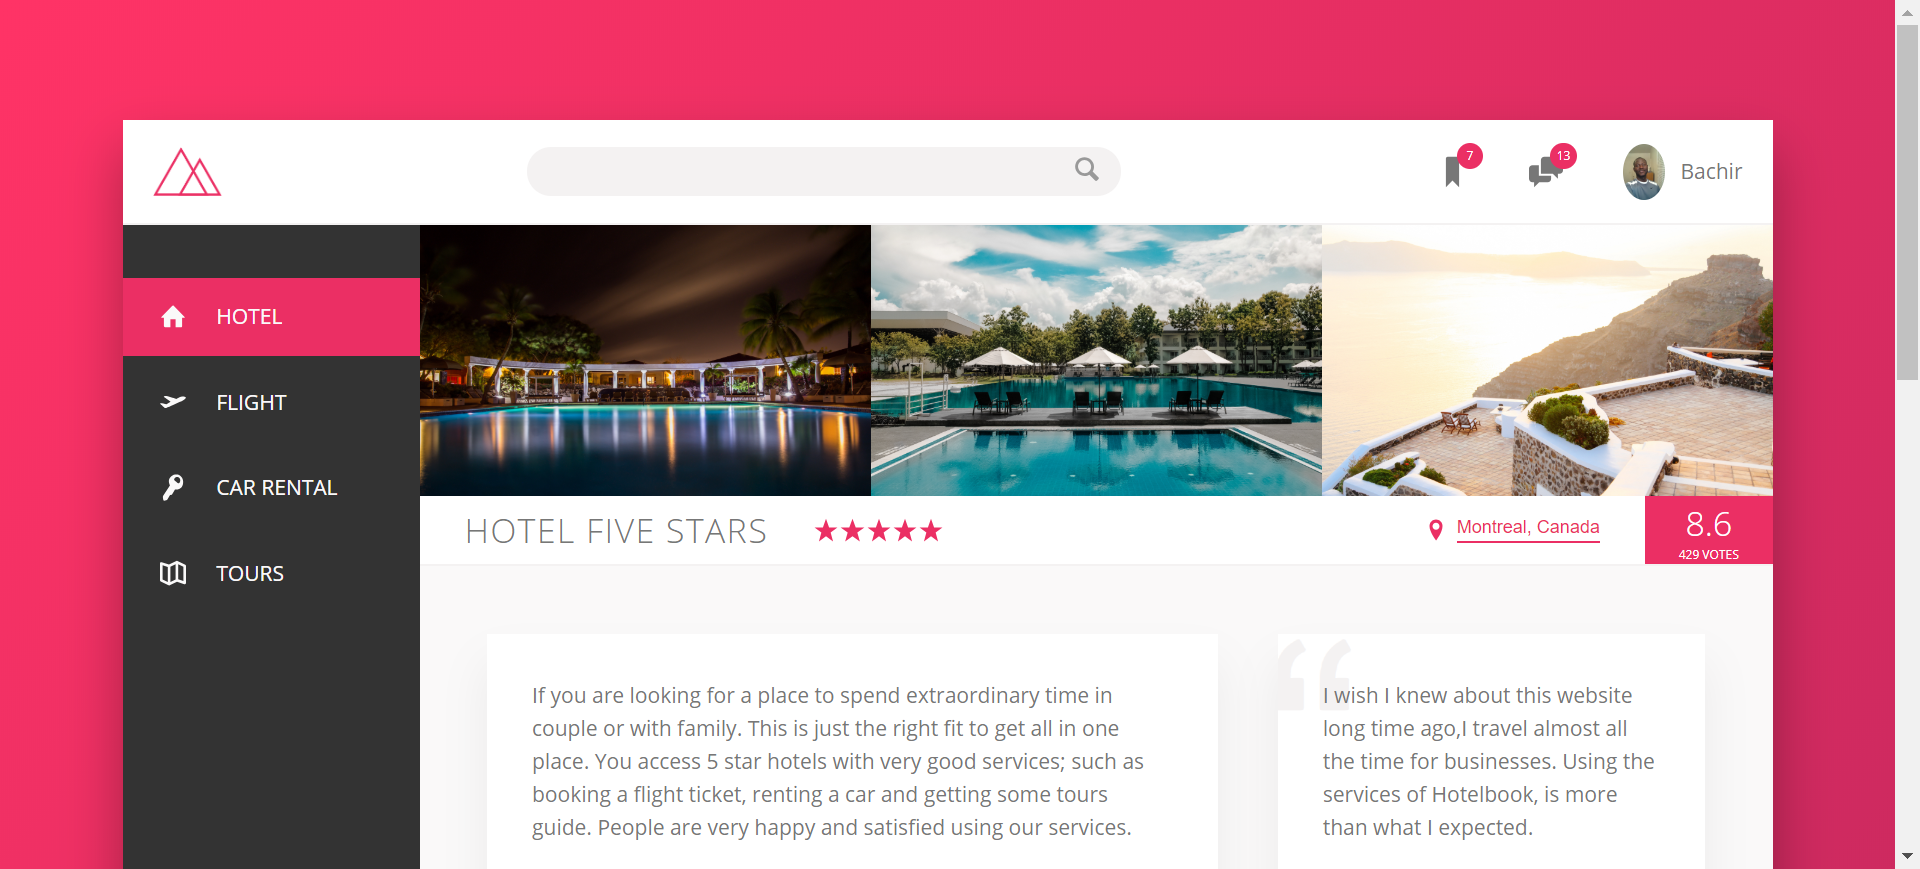 7
13
Bachir
HOTEL
FLIGHT
CAR RENTAL
TOURS
HOTEL FIVE STARS
Montreal, Canada
8.6
429 VOTES
If you are looking for a place to spend extraordinary time in
couple or with family. This is just the right fit to get all in one
place. You access 5 star hotels with very good services; such as
booking a flight ticket, renting a car and getting some tours
guide. People are very happy and satisfied using our services.
“
I wish I knew about this website
long time ago,I travel almost all
the time for businesses. Using the
services of Hotelbook, is more
than what I expected.